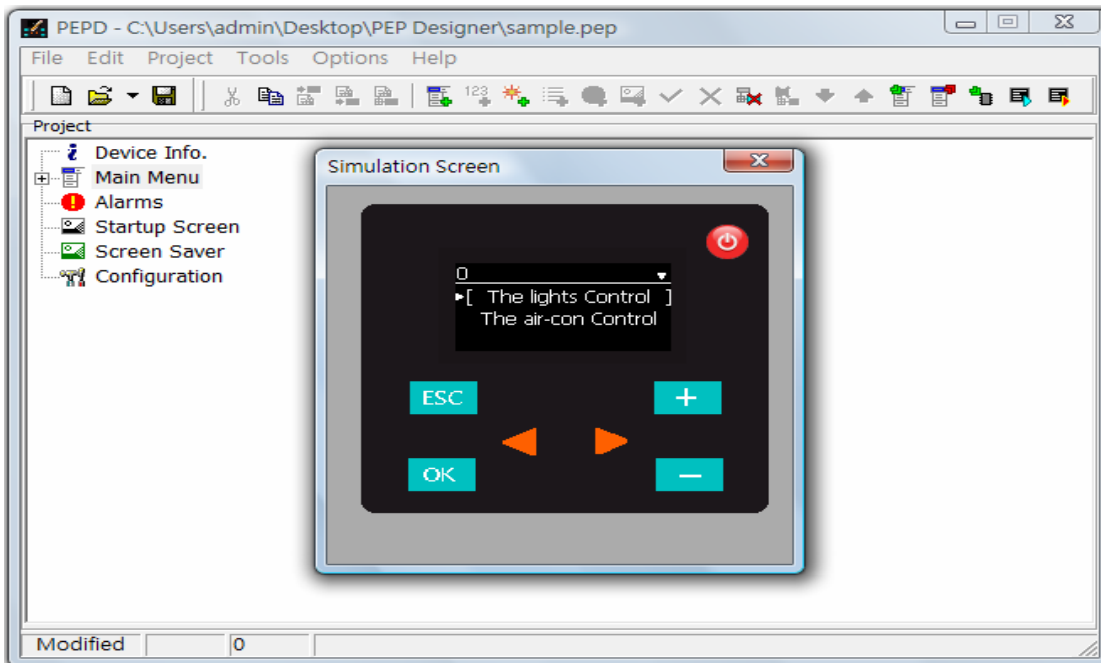 PEPD - C:\Users\admin\Desktop\PEP Designer\sample.pep
File Edit Project Tools Options Help
123
Project
Device Info.
Main Menu
Alarms
Startup Screen
Screen Saver
Configuration
Simulation Screen
0
[ The lights Control ]
The air-con Control
ESC
+
OK
−
Modified 0